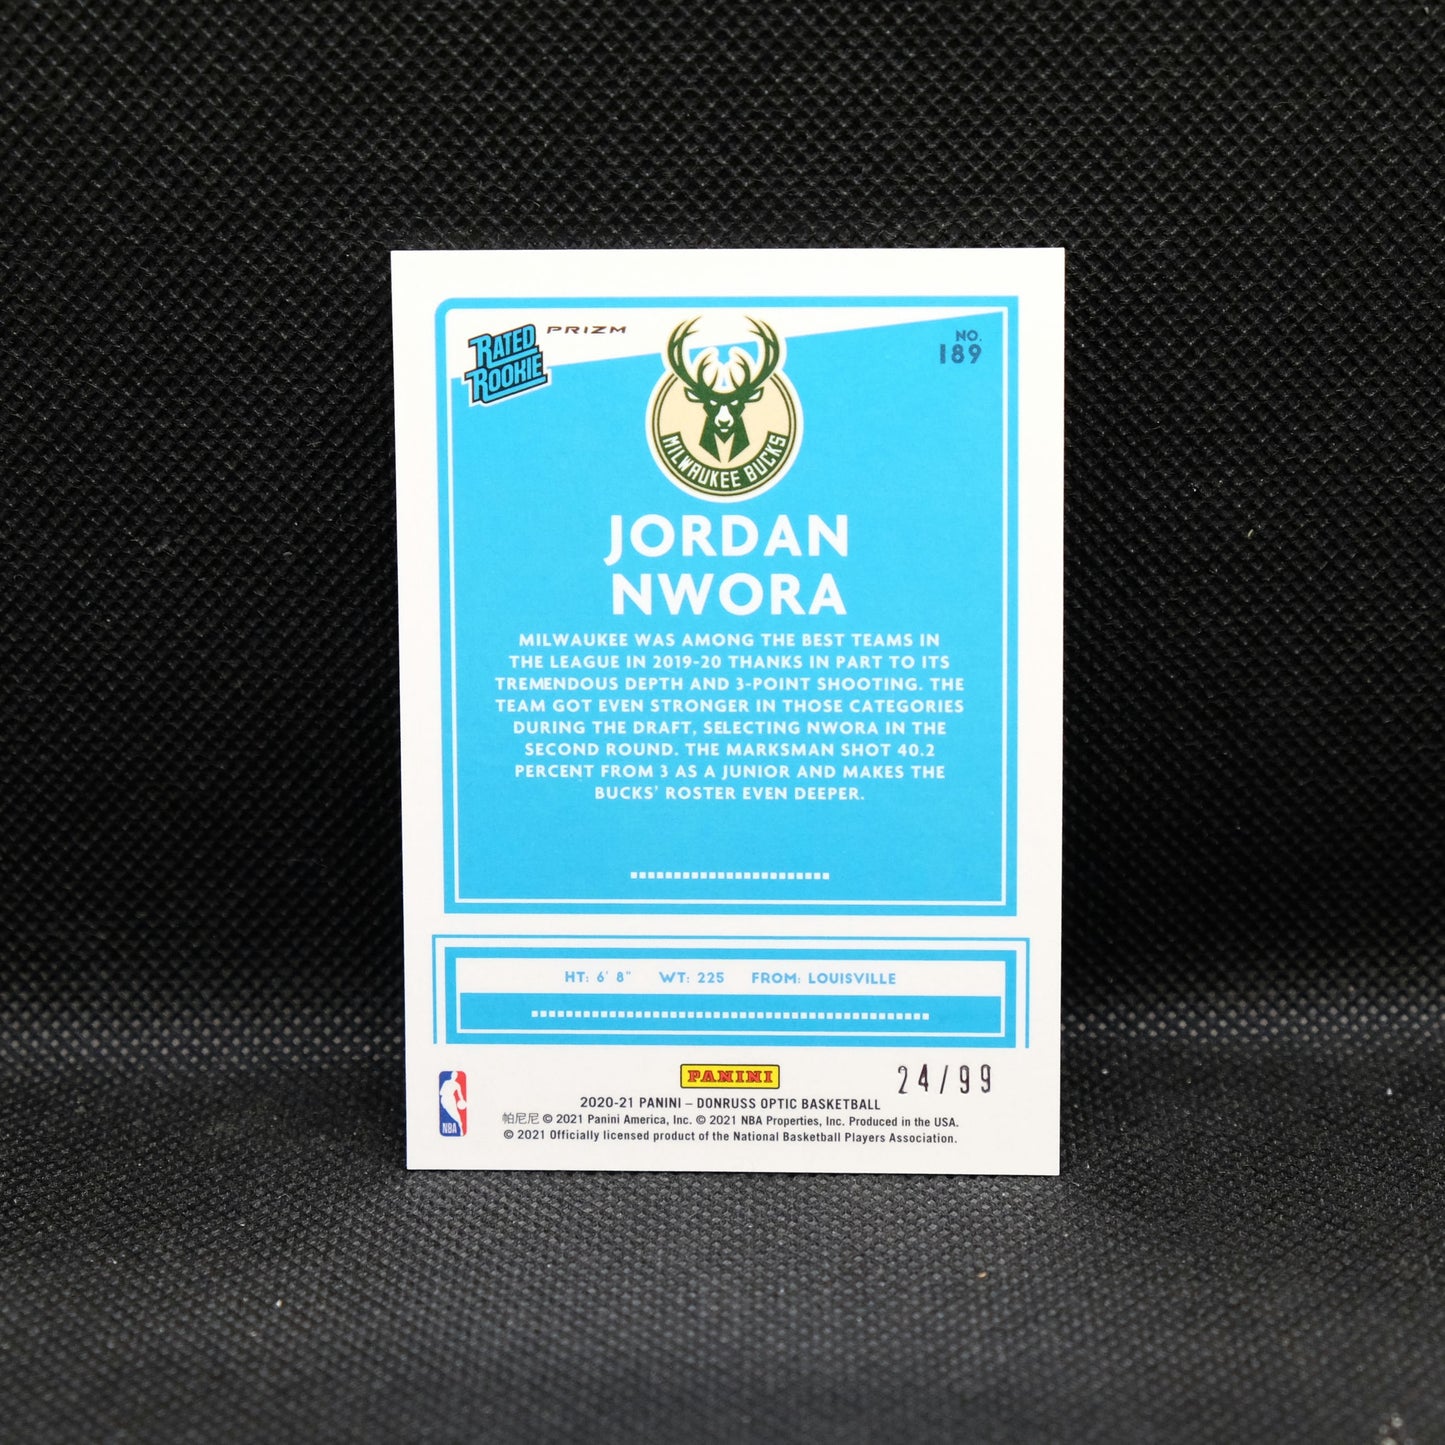 RATED
ROOKIE
PRIZM
NO.
189
MILWAUKEE BUCKS
JORDAN
NWORA
MILWAUKEE WAS AMONG THE BEST TEAMS IN
THE LEAGUE IN 2019-20 THANKS IN PART TO ITS
TREMENDOUS DEPTH AND 3-POINT SHOOTING. THE
TEAM GOT EVEN STRONGER IN THOSE CATEGORIES
DURING THE DRAFT, SELECTING NWORA IN THE
SECOND ROUND. THE MARKSMAN SHOT 40.2
PERCENT FROM 3 AS A JUNIOR AND MAKES THE
BUCKS' ROSTER EVEN DEEPER.
HT: 6' 8" WT: 225 FROM: LOUISVILLE
PANINI
24/99
NBA
2020-21 PANINI – DONRUSS OPTIC BASKETBALL
帕尼尼 © 2021 Panini America, Inc. © 2021 NBA Properties, Inc. Produced in the USA.
© 2021 Officially licensed product of the National Basketball Players Association.